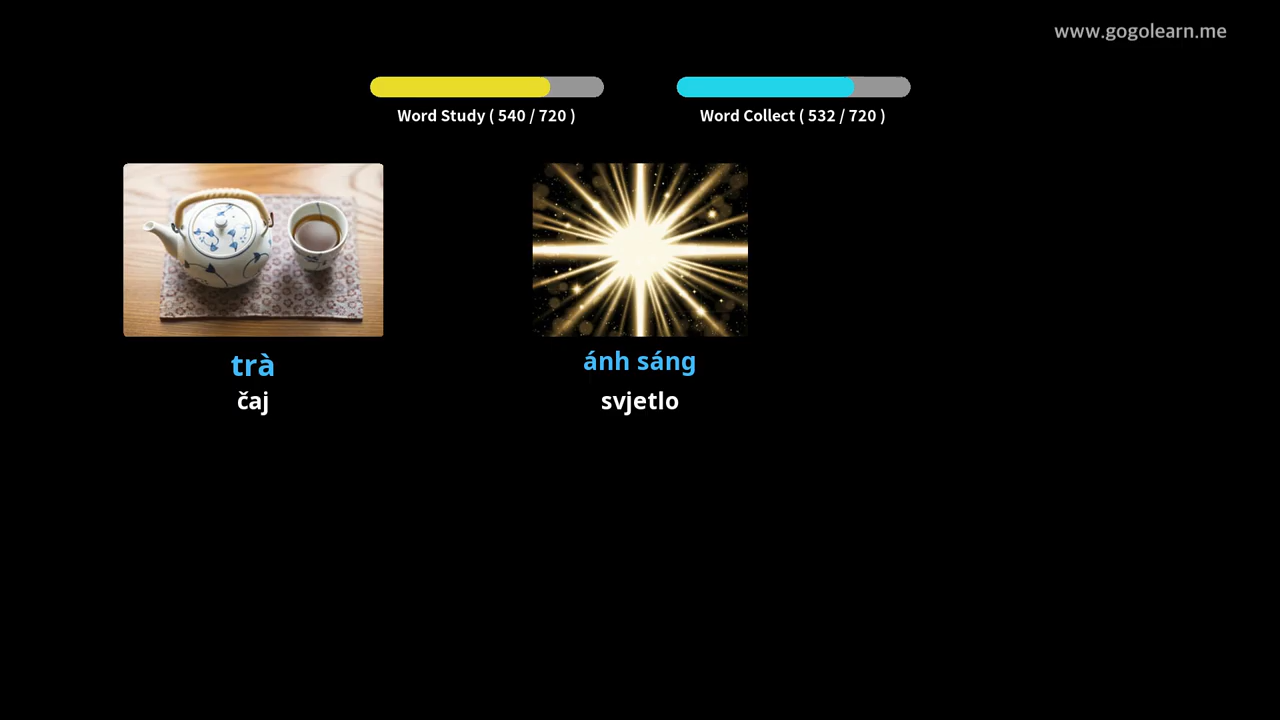 www.gogolearn.me
Word Study ( 540 / 720 )
Word Collect ( 532 / 720 )
trà
čaj
ánh sáng
svjetlo